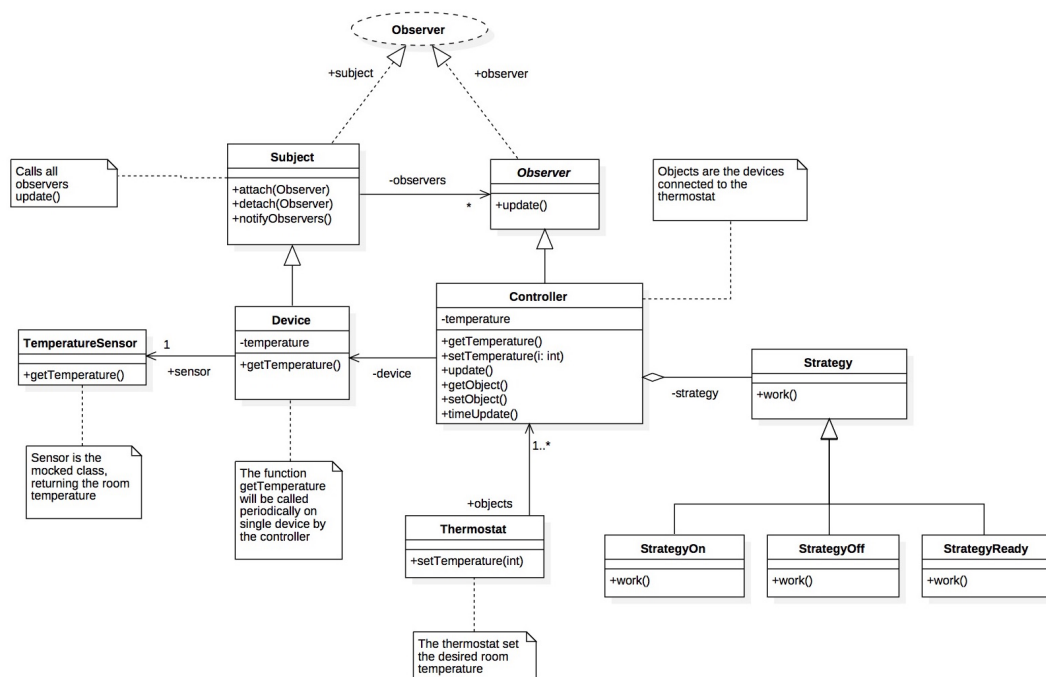 Observer
+subject
+observer
Calls all
observers
update()
Subject
+attach(Observer)
+detach(Observer)
+notifyObservers()
-observers
*
Observer
+update()
Objects are the devices
connected to the
thermostat
TemperatureSensor
+getTemperature()
1
+sensor
Device
-temperature
+getTemperature()
-device
Controller
-temperature
+getTemperature()
+setTemperature(i: int)
+update()
+getObject()
+setObject()
+timeUpdate()
-strategy
Strategy
+work()
Sensor is the
mocked class,
returning the room
temperature
The function
getTemperature
will be called
periodically on
single device by
the controller
1..*
+objects
Thermostat
+setTemperature(int)
StrategyOn
+work()
StrategyOff
+work()
StrategyReady
+work()
The thermostat set
the desired room
temperature